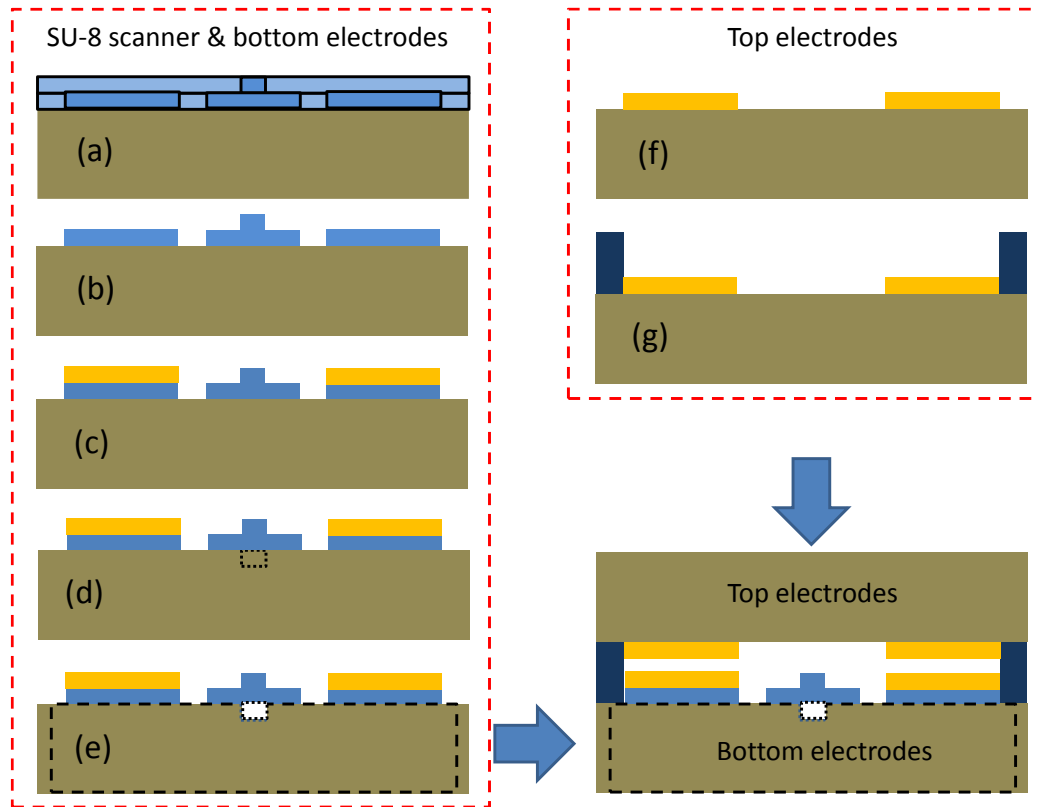 SU-8 scanner & bottom electrodes
(a)
(b)
(c)
(d)
(e)
Top electrodes
(f)
(g)
Top electrodes
Bottom electrodes